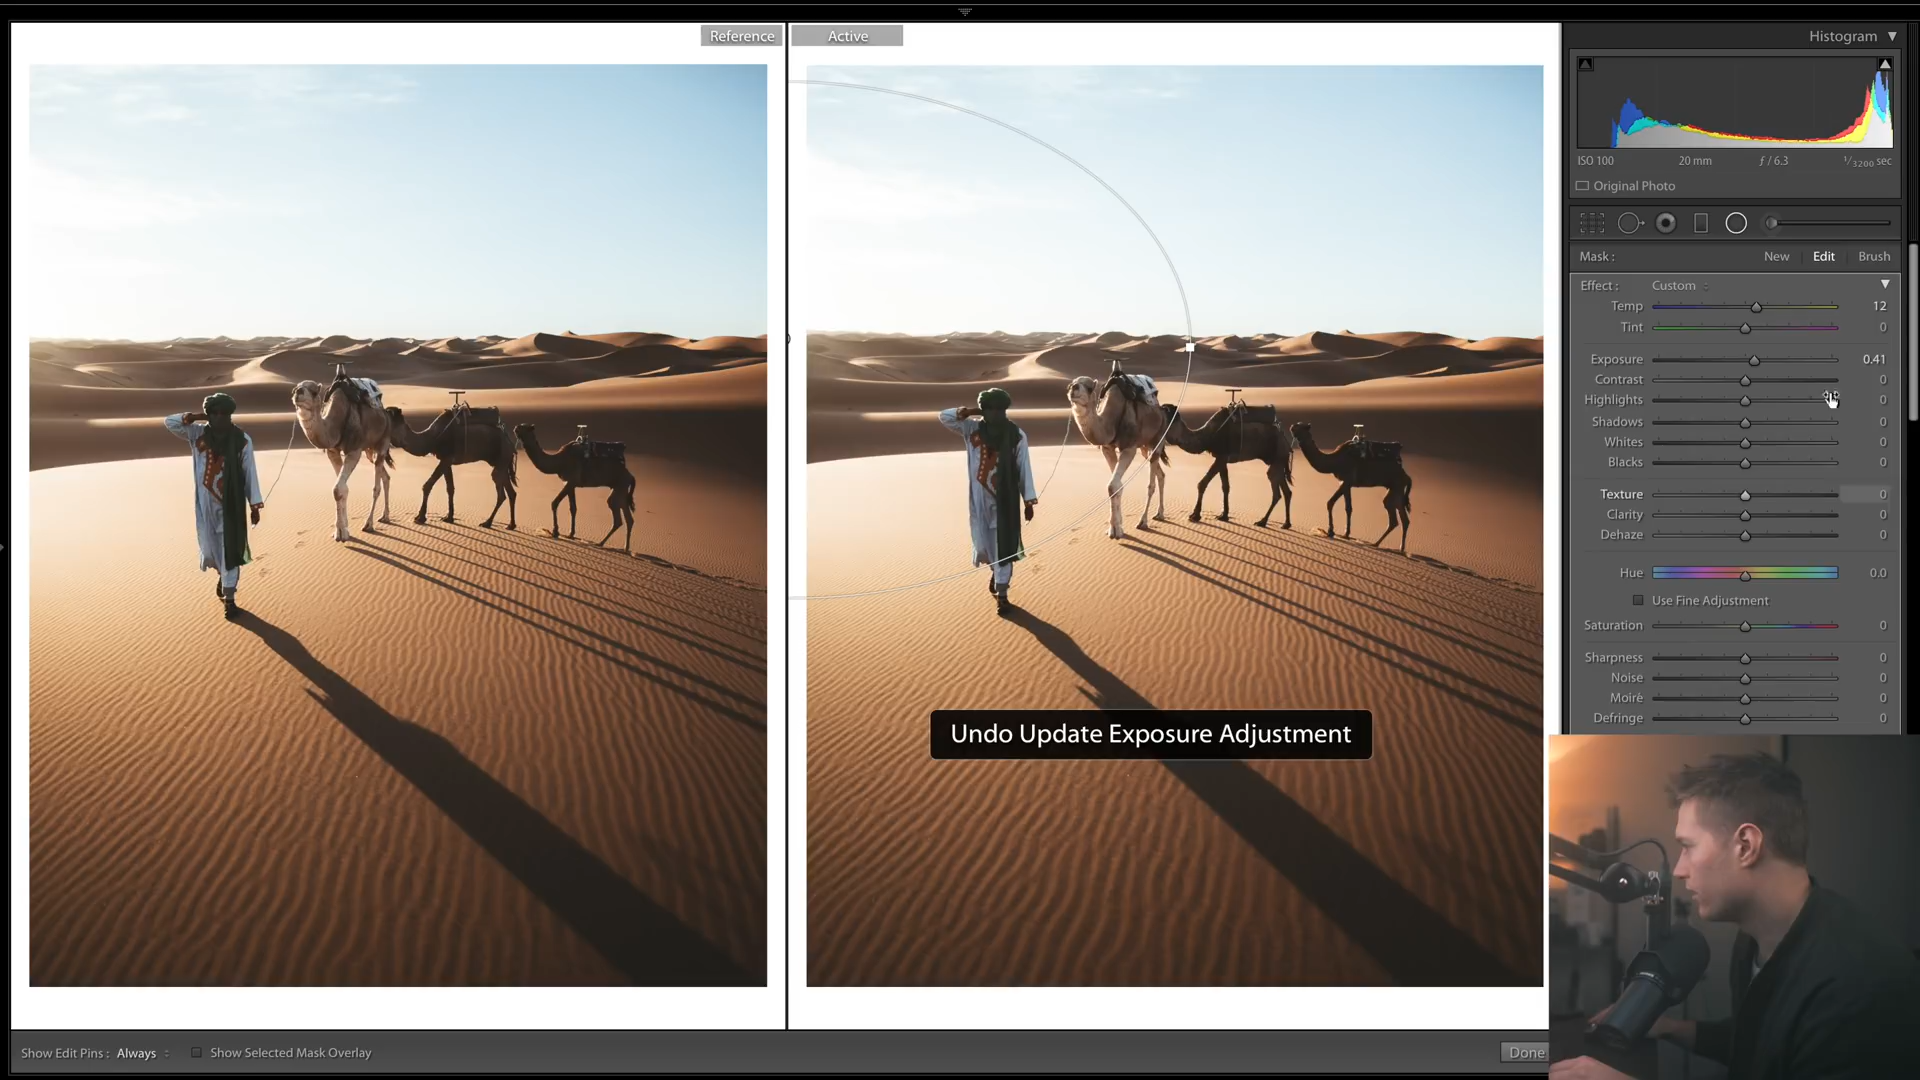 Reference
Active
Histogram
ISO 100 20 mm ƒ / 6.3 1/3200 sec
Original Photo
Mask : New Edit Brush
Effect : Custom
Temp 12
Tint 0
Exposure 0.41
Contrast 0
Highlights 0
Shadows 0
Whites 0
Blacks 0
Texture 0
Clarity 0
Dehaze 0
Hue 0.0
Use Fine Adjustment
Saturation 0
Sharpness 0
Noise 0
Moiré 0
Defringe 0
Undo Update Exposure Adjustment
Show Edit Pins : Always Show Selected Mask Overlay
Done